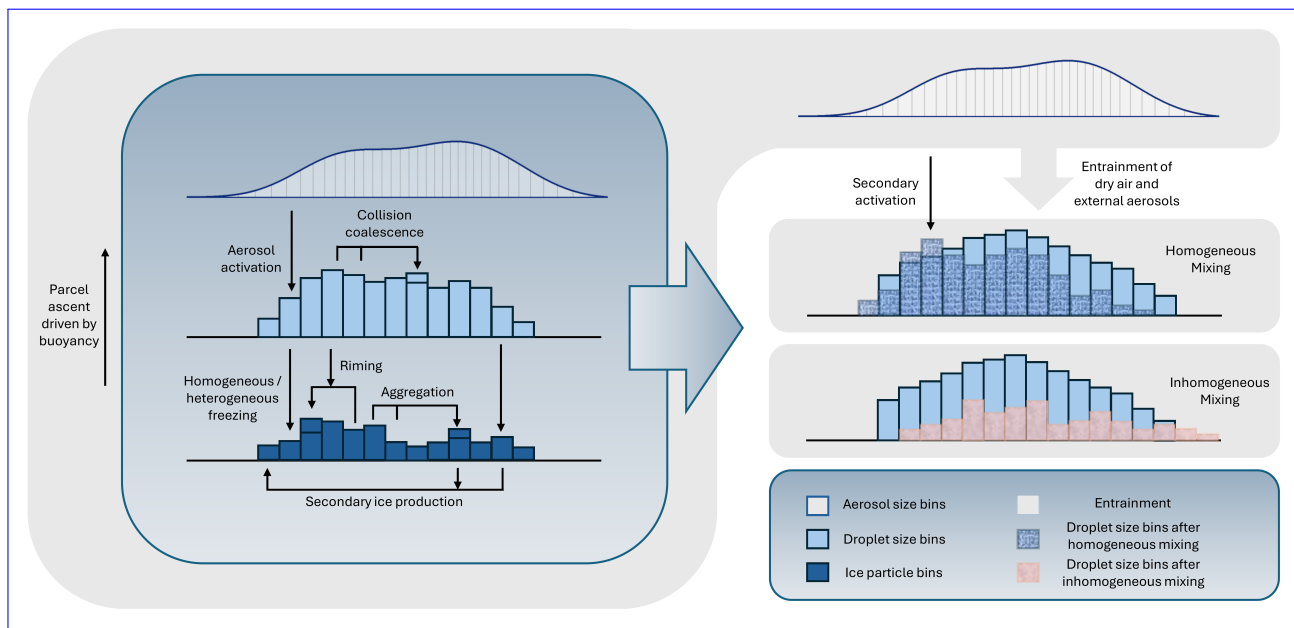 Parcel
ascent
driven by
buoyancy
Aerosol
activation
Collision
coalescence
Homogeneous /
heterogeneous
freezing
Riming
Aggregation
Secondary ice production
Secondary
activation
Entrainment of
dry air and
external aerosols
Homogeneous
Mixing
Inhomogeneous
Mixing
Aerosol size bins
Droplet size bins
Ice particle bins
Entrainment
Droplet size bins after
homogeneous mixing
Droplet size bins after
inhomogeneous mixing